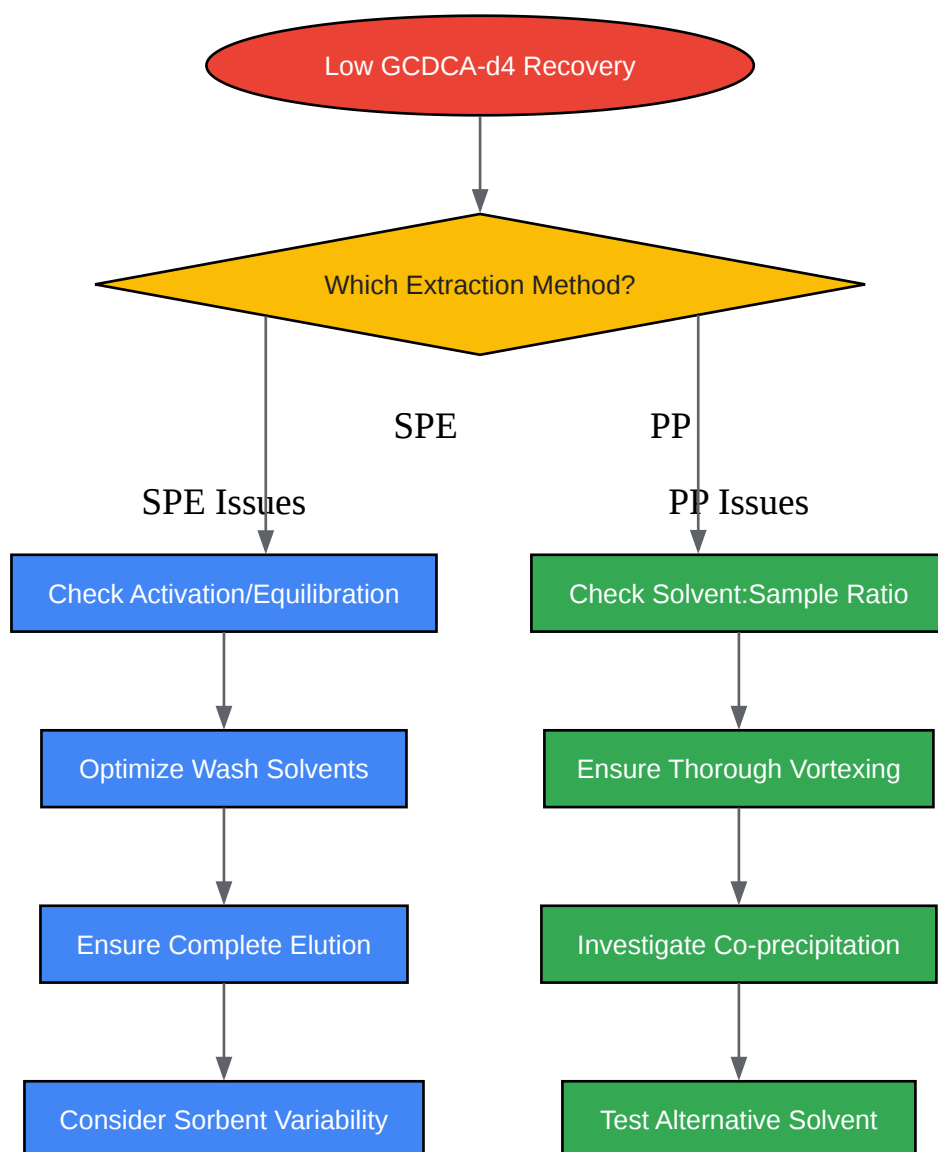 Low GCDCA-d4 Recovery
Which Extraction Method?
SPE
PP
SPE Issues
PP Issues
Check Activation/Equilibration
Check Solvent:Sample Ratio
Optimize Wash Solvents
Ensure Thorough Vortexing
Ensure Complete Elution
Investigate Co-precipitation
Consider Sorbent Variability
Test Alternative Solvent